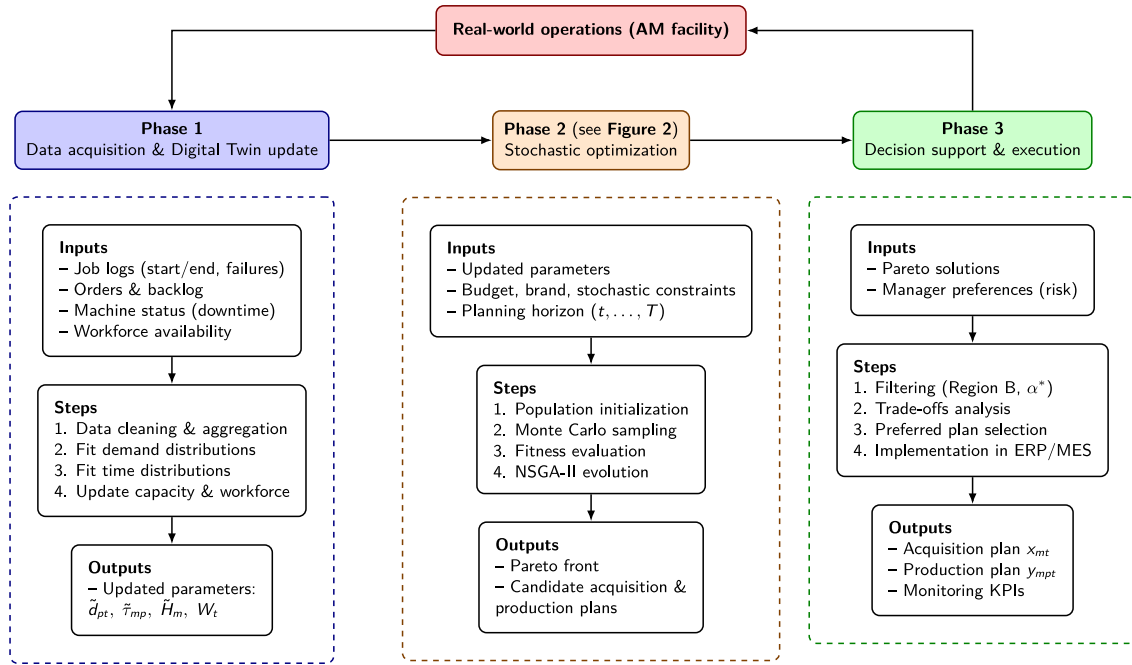 Real-world operations (AM facility)
Phase 1
Data acquisition & Digital Twin update
Phase 2 (see Figure 2)
Stochastic optimization
Phase 3
Decision support & execution
Inputs
– Job logs (start/end, failures)
– Orders & backlog
– Machine status (downtime)
– Workforce availability
Steps
1. Data cleaning & aggregation
2. Fit demand distributions
3. Fit time distributions
4. Update capacity & workforce
Outputs
– Updated parameters:
d̃_pt, τ̃_mp, H̃_m, W_t
Inputs
– Updated parameters
– Budget, brand, stochastic constraints
– Planning horizon (t, . . . , T)
Steps
1. Population initialization
2. Monte Carlo sampling
3. Fitness evaluation
4. NSGA-II evolution
Outputs
– Pareto front
– Candidate acquisition &
production plans
Inputs
– Pareto solutions
– Manager preferences (risk)
Steps
1. Filtering (Region B, α*)
2. Trade-offs analysis
3. Preferred plan selection
4. Implementation in ERP/MES
Outputs
– Acquisition plan x_mt
– Production plan y_mpt
– Monitoring KPIs